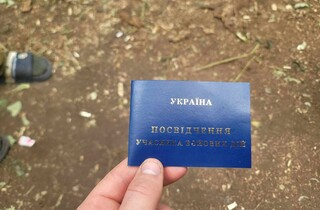 УКРАЇНА
ПОСВІДЧЕННЯ
УЧАСНИКА БОЙОВИХ ДІЙ